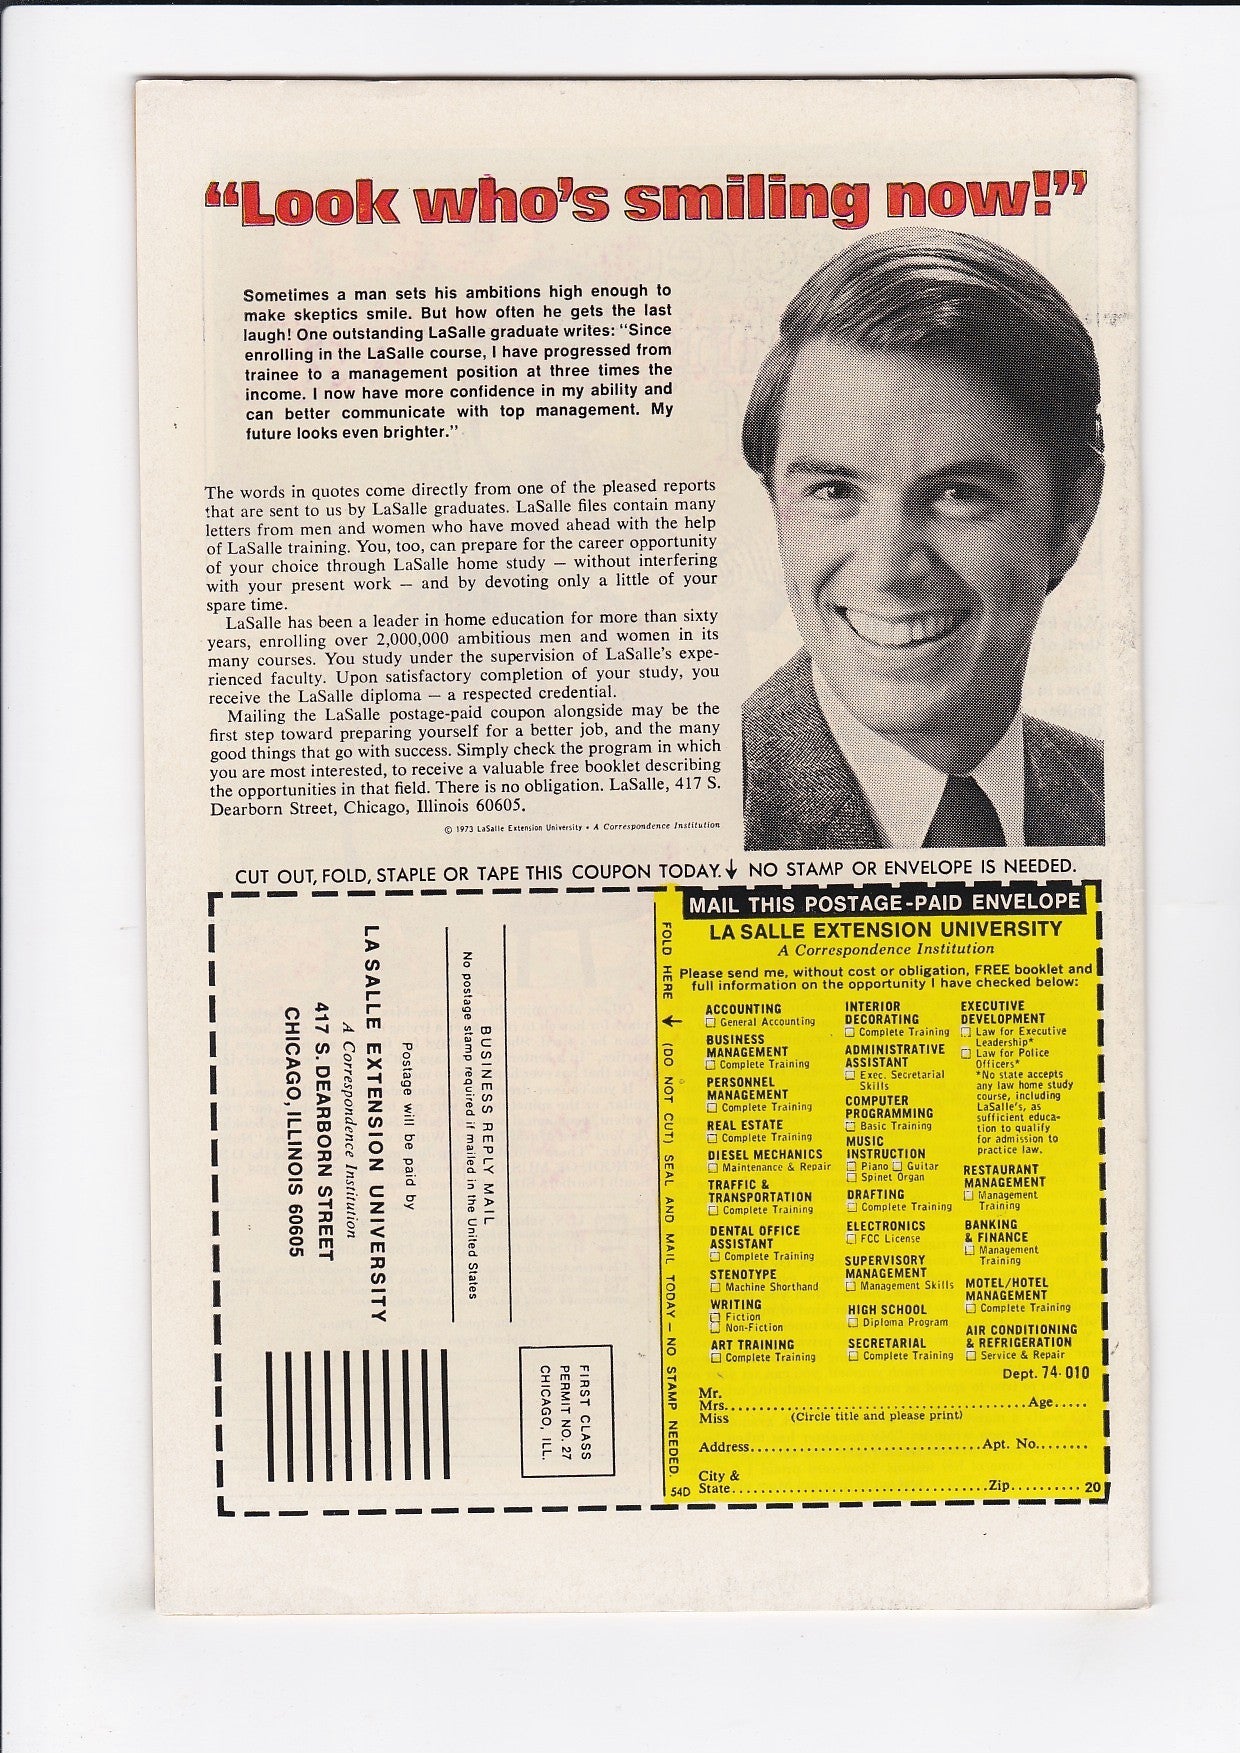 “Look who’s smiling now!”
Sometimes a man sets his ambitions high enough to
make skeptics smile. But how often he gets the last
laugh! One outstanding LaSalle graduate writes: “Since
enrolling in the LaSalle course, I have progressed from
trainee to a management position at three times the
income. I now have more confidence in my ability and
can better communicate with top management. My
future looks even brighter.”
The words in quotes come directly from one of the pleased reports
that are sent to us by LaSalle graduates. LaSalle files contain many
letters from men and women who have moved ahead with the help
of LaSalle training. You, too, can prepare for the career opportunity
of your choice through LaSalle home study — without interfering
with your present work — and by devoting only a little of your
spare time.
LaSalle has been a leader in home education for more than sixty
years, enrolling over 2,000,000 ambitious men and women in its
many courses. You study under the supervision of LaSalle’s expe-
rienced faculty. Upon satisfactory completion of your study, you
receive the LaSalle diploma — a respected credential.
Mailing the LaSalle postage-paid coupon alongside may be the
first step toward preparing yourself for a better job, and the many
good things that go with success. Simply check the program in which
you are most interested, to receive a valuable free booklet describing
the opportunities in that field. There is no obligation. LaSalle, 417 S.
Dearborn Street, Chicago, Illinois 60605.
© 1973 LaSalle Extension University • A Correspondence Institution
CUT OUT, FOLD, STAPLE OR TAPE THIS COUPON TODAY. ↓ NO STAMP OR ENVELOPE IS NEEDED.
FIRST CLASS
PERMIT NO. 27
CHICAGO, ILL.
BUSINESS REPLY MAIL
No postage stamp required if mailed in the United States
Postage will be paid by
LA SALLE EXTENSION UNIVERSITY
A Correspondence Institution
417 S. DEARBORN STREET
CHICAGO, ILLINOIS 60605
FOLD HERE ↓ (DO NOT CUT) SEAL AND MAIL TODAY — NO STAMP NEEDED.
MAIL THIS POSTAGE-PAID ENVELOPE
LA SALLE EXTENSION UNIVERSITY
A Correspondence Institution
Please send me, without cost or obligation, FREE booklet and
full information on the opportunity I have checked below:
ACCOUNTING
☐ General Accounting
BUSINESS
MANAGEMENT
☐ Complete Training
PERSONNEL
MANAGEMENT
☐ Complete Training
REAL ESTATE
☐ Complete Training
DIESEL MECHANICS
☐ Maintenance & Repair
TRAFFIC &
TRANSPORTATION
☐ Complete Training
DENTAL OFFICE
ASSISTANT
☐ Complete Training
STENOTYPE
☐ Machine Shorthand
WRITING
☐ Fiction
☐ Non-Fiction
ART TRAINING
☐ Complete Training
INTERIOR
DECORATING
☐ Complete Training
ADMINISTRATIVE
ASSISTANT
☐ Exec. Secretarial
Skills
COMPUTER
PROGRAMMING
☐ Basic Training
MUSIC
INSTRUCTION
☐ Piano ☐ Guitar
☐ Spinet Organ
DRAFTING
☐ Complete Training
ELECTRONICS
☐ FCC License
SUPERVISORY
MANAGEMENT
☐ Management Skills
HIGH SCHOOL
☐ Diploma Program
SECRETARIAL
☐ Complete Training
EXECUTIVE
DEVELOPMENT
☐ Law for Executive
Leadership*
☐ Law for Police
Officers*
*No state accepts
any law home study
course, including
LaSalle’s, as
sufficient educa-
tion to qualify
for admission to
practice law.
RESTAURANT
MANAGEMENT
☐ Management
Training
BANKING
& FINANCE
☐ Management
Training
MOTEL/HOTEL
MANAGEMENT
☐ Complete Training
AIR CONDITIONING
& REFRIGERATION
☐ Service & Repair
Dept. 74-010
Mr.
Mrs.......................................Age.....
Miss (Circle title and please print)
Address..................................Apt. No........
City &
State.....................................Zip.......... 20
54D